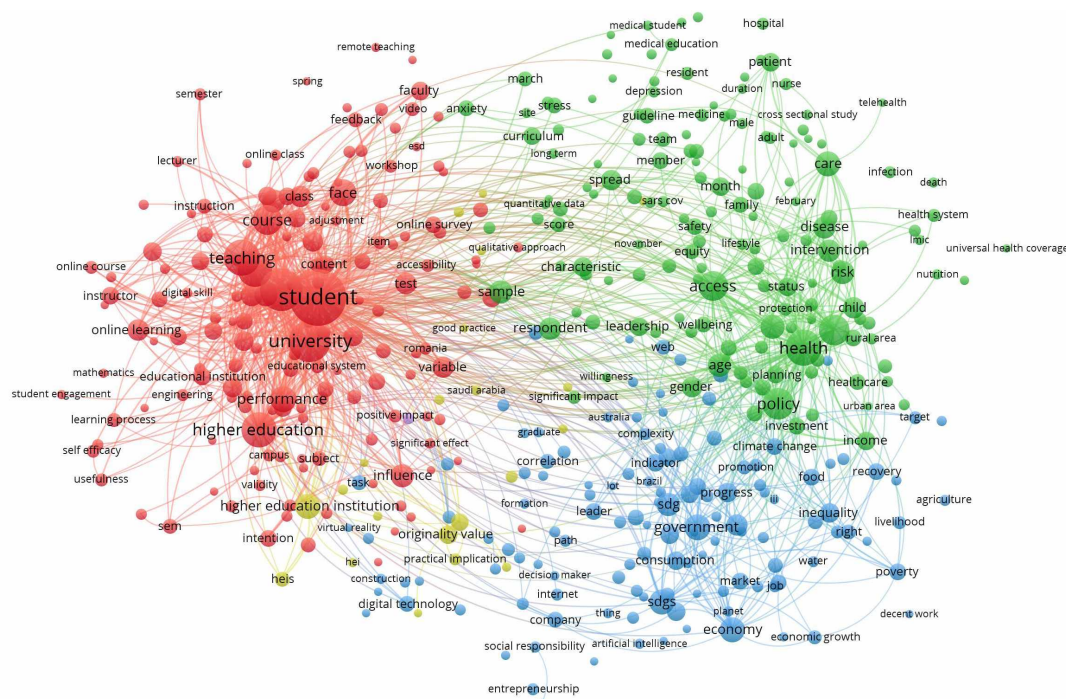 medical student
hospital
remote teaching
medical education
patient
spring
march
resident
nurse
semester
faculty
duration
depression
telehealth
video
anxiety
site
stress
guideline
medicine
male
cross sectional study
feedback
esd
curriculum
team
adult
online class
long term
member
lecturer
workshop
care
infection
death
instruction
class
face
spread
month
february
course
adjustment
quantitative data
sars cov
family
online survey
score
safety
disease
health system
item
qualitative approach
november
equity
lifestyle
intervention
lmic
universal health coverage
teaching
content
accessibility
characteristic
risk
nutrition
online course
digital skill
test
access
status
instructor
student
sample
protection
child
online learning
good practice
respondent
leadership
wellbeing
rural area
university
romania
web
health
educational system
variable
age
mathematics
educational institution
willingness
planning
healthcare
student engagement
engineering
performance
saudi arabia
significant impact
gender
policy
urban area
learning process
positive impact
australia
investment
target
higher education
graduate
complexity
income
self efficacy
campus
subject
significant effect
climate change
usefulness
validity
task
influence
correlation
indicator
promotion
food
recovery
iot
brazil
sdg
progress
iii
agriculture
higher education institution
formation
leader
inequality
sem
virtual reality
originality value
government
right
livelihood
intention
path
hei
practical implication
consumption
water
heis
construction
decision maker
market
job
poverty
digital technology
internet
sdgs
planet
company
thing
decent work
economy
social responsibility
artificial intelligence
economic growth
entrepreneurship